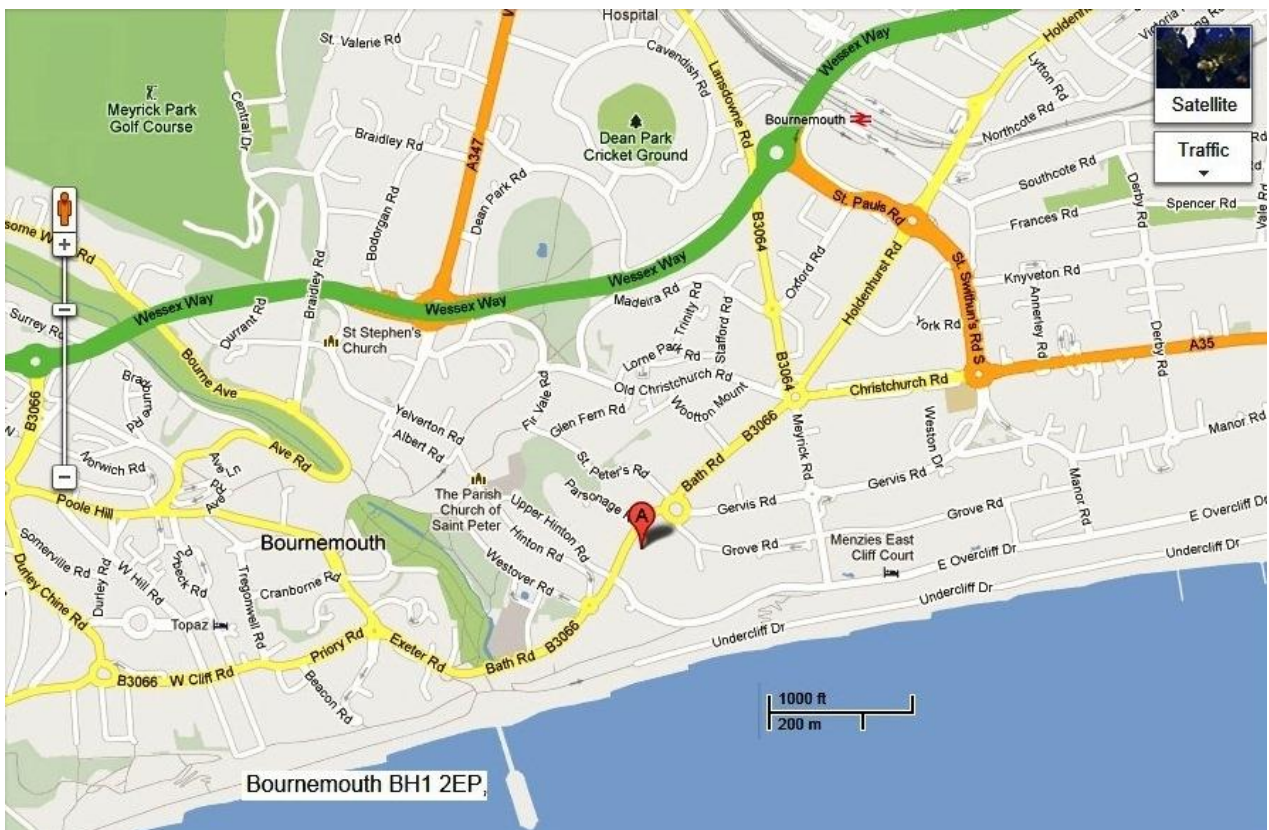 Hospital
Victoria
Holdenhurst
St. Valerie Rd
Cavendish Rd
Lansdowne Rd
Wessex Way
Lytton Rd
Satellite
Meyrick Park
Golf Course
Central Dr
Braidley Rd
A347
Dean Park
Cricket Ground
Bournemouth
Northcote Rd
Traffic
Bodorgan Rd
Dean Park Rd
St. Pauls Rd
Southcote Rd
Derby Rd
Spencer Rd
Vale Rd
Frances Rd
B3064
some W Rd
Braidley Rd
Wessex Way
Wessex Way
Wessex Way
Oxford Rd
Holdenhurst Rd
St. Swithun's Rd S
Knyveton Rd
Madeira Rd
Trinity Rd
Stafford Rd
Annerley Rd
Surrey Rd
Durrant Rd
St Stephen's
Church
York Rd
Derby Rd
A35
Bourne Ave
Lorne Park Rd
B3064
B3066
Old Christchurch Rd
Christchurch Rd
Bradburne Rd
Fir Vale Rd
Wootton Mount
Yelverton Rd
Glen Fern Rd
B3066
Meyrick Rd
Weston Dr
Manor Rd
Albert Rd
Ave Rd
Ave Ln
Norwich Rd
St. Peter's Rd
Bath Rd
Gervis Rd
Manor Rd
Poole Hill
The Parish
Church of
Saint Peter
Parsonage
Upper Hinton Rd
Gervis Rd
Grove Rd
E Overcliff Dr
A
Hinton Rd
Bournemouth
Somerville Rd
W Hill Rd
Grove Rd
Menzies East
Cliff Court
Undercliff Dr
E Overcliff Dr
Westover Rd
Durley Rd
Tregonwell Rd
Cranborne Rd
Undercliff Dr
Durley Chine Rd
Topaz
B3066
Undercliff Dr
Priory Rd
Exeter Rd
Bath Rd
B3066
W Cliff Rd
Beacon Rd
1000 ft
200 m
Bournemouth BH1 2EP,